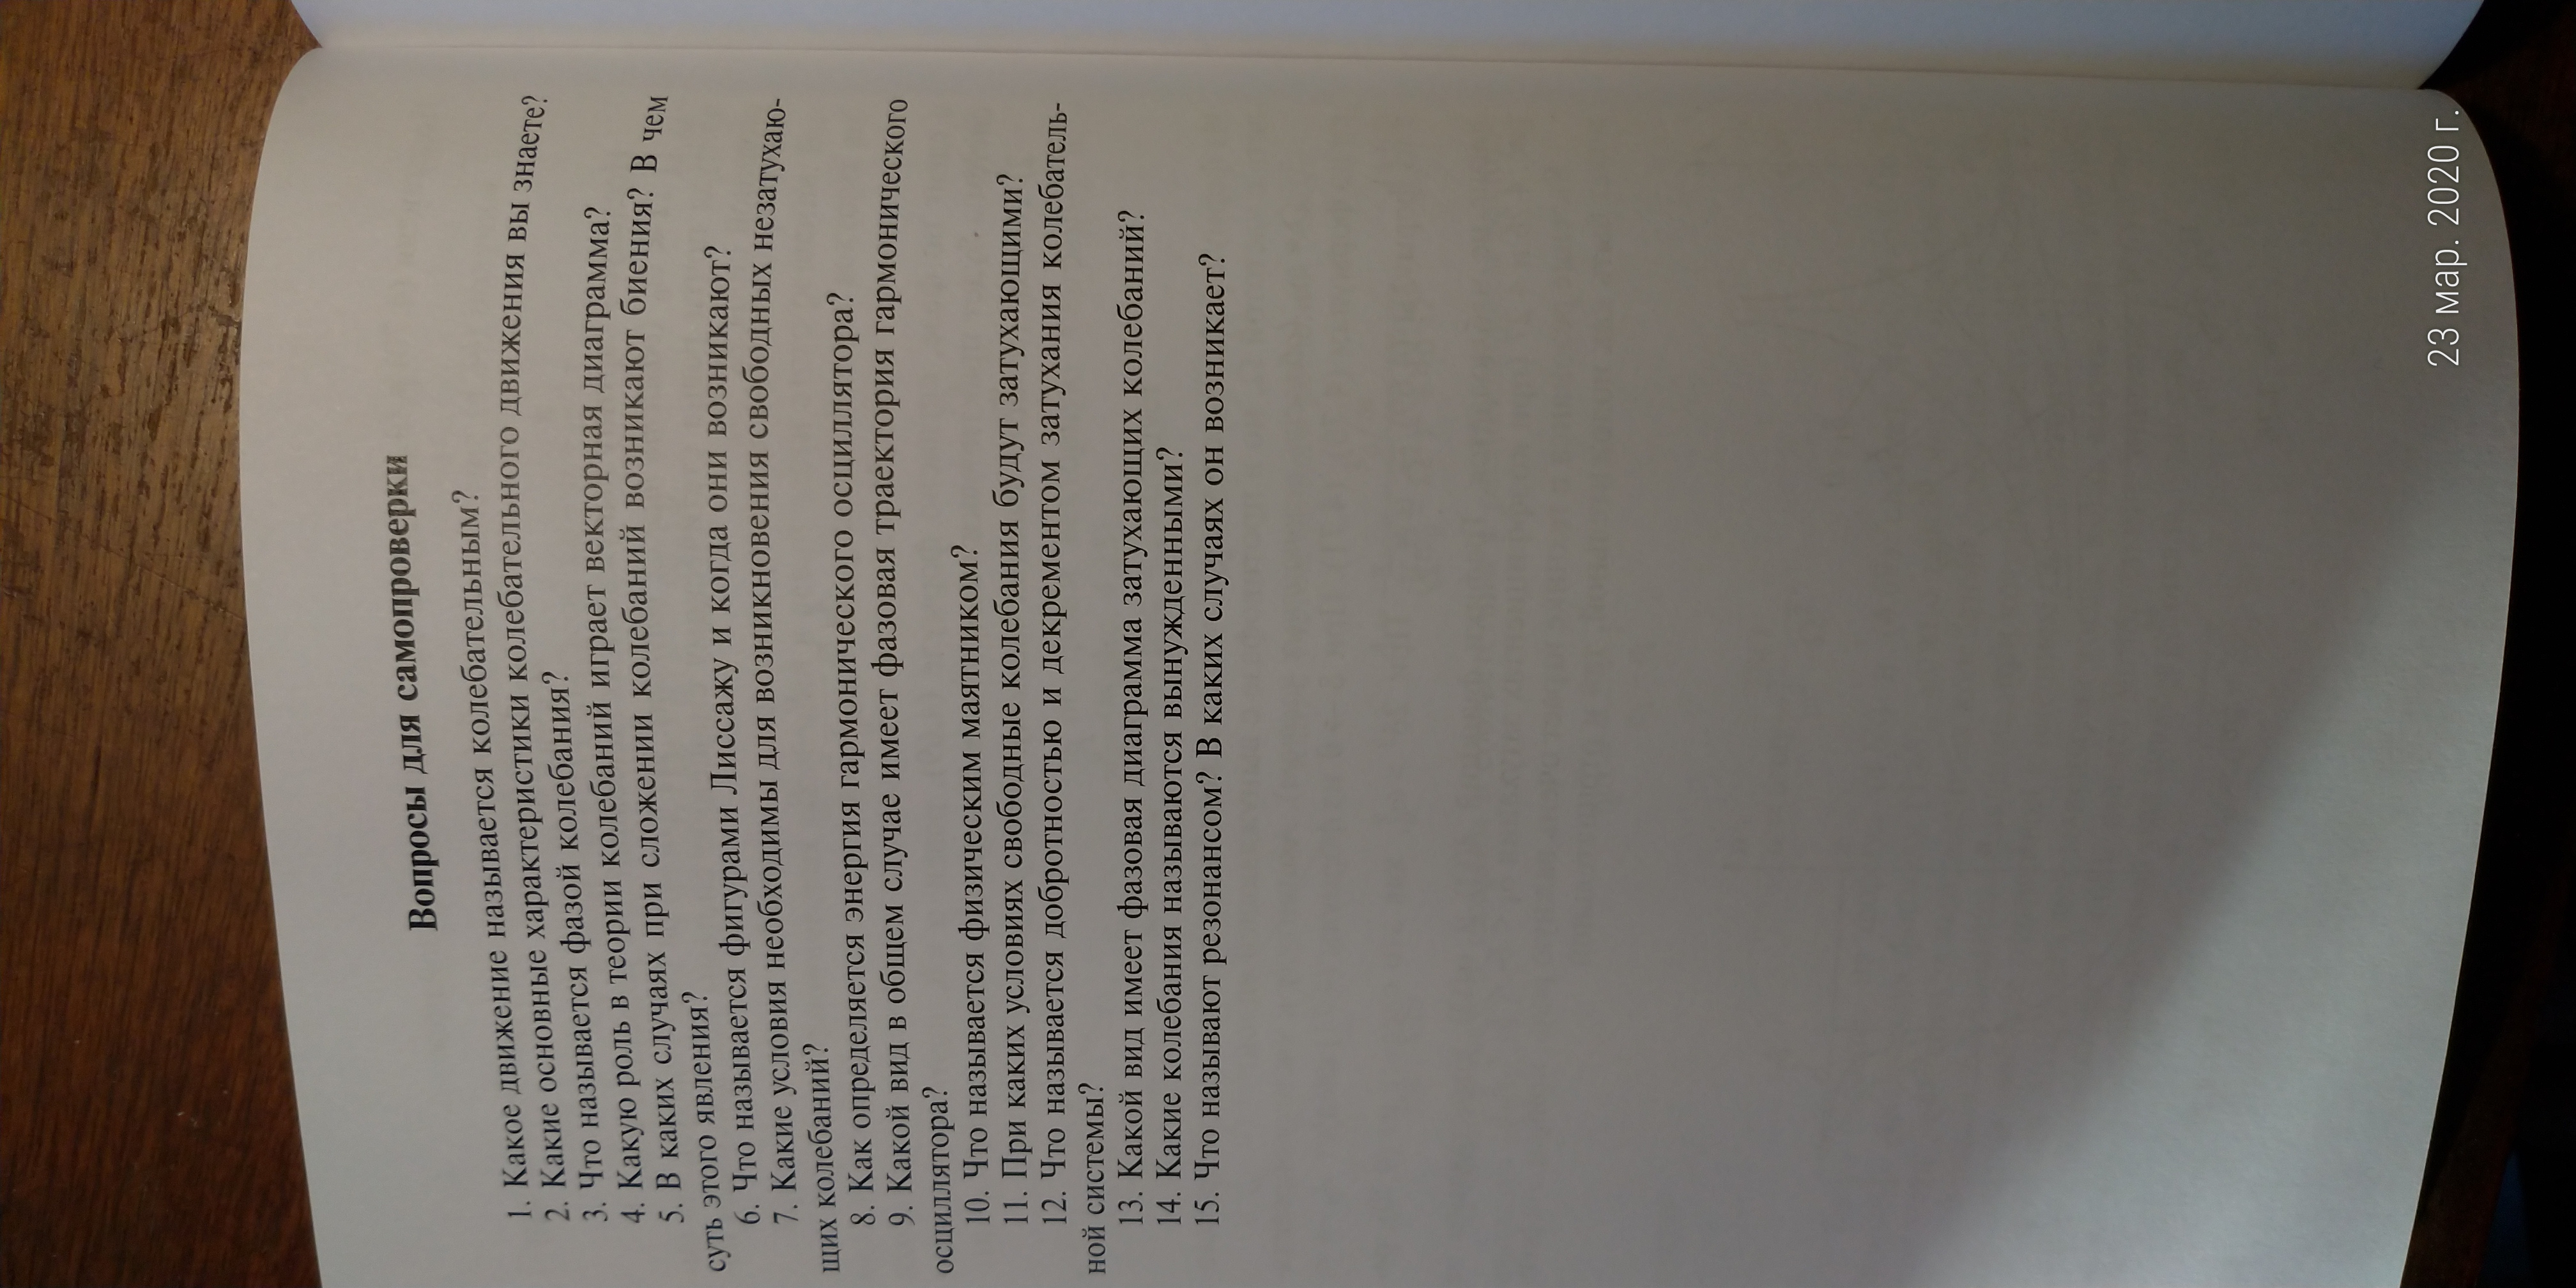 Вопросы для самопроверки
1. Какое движение называется колебательным?
2. Какие основные характеристики колебательного движения вы знаете?
3. Что называется фазой колебания?
4. Какую роль в теории колебаний играет векторная диаграмма?
5. В каких случаях при сложении колебаний возникают биения? В чем
суть этого явления?
6. Что называется фигурами Лиссажу и когда они возникают?
7. Какие условия необходимы для возникновения свободных незатухаю-
щих колебаний?
8. Как определяется энергия гармонического осциллятора?
9. Какой вид в общем случае имеет фазовая траектория гармонического
осциллятора?
10. Что называется физическим маятником?
11. При каких условиях свободные колебания будут затухающими?
12. Что называется добротностью и декрементом затухания колебатель-
ной системы?
13. Какой вид имеет фазовая диаграмма затухающих колебаний?
14. Какие колебания называются вынужденными?
15. Что называют резонансом? В каких случаях он возникает?
23 мар. 2020 г.